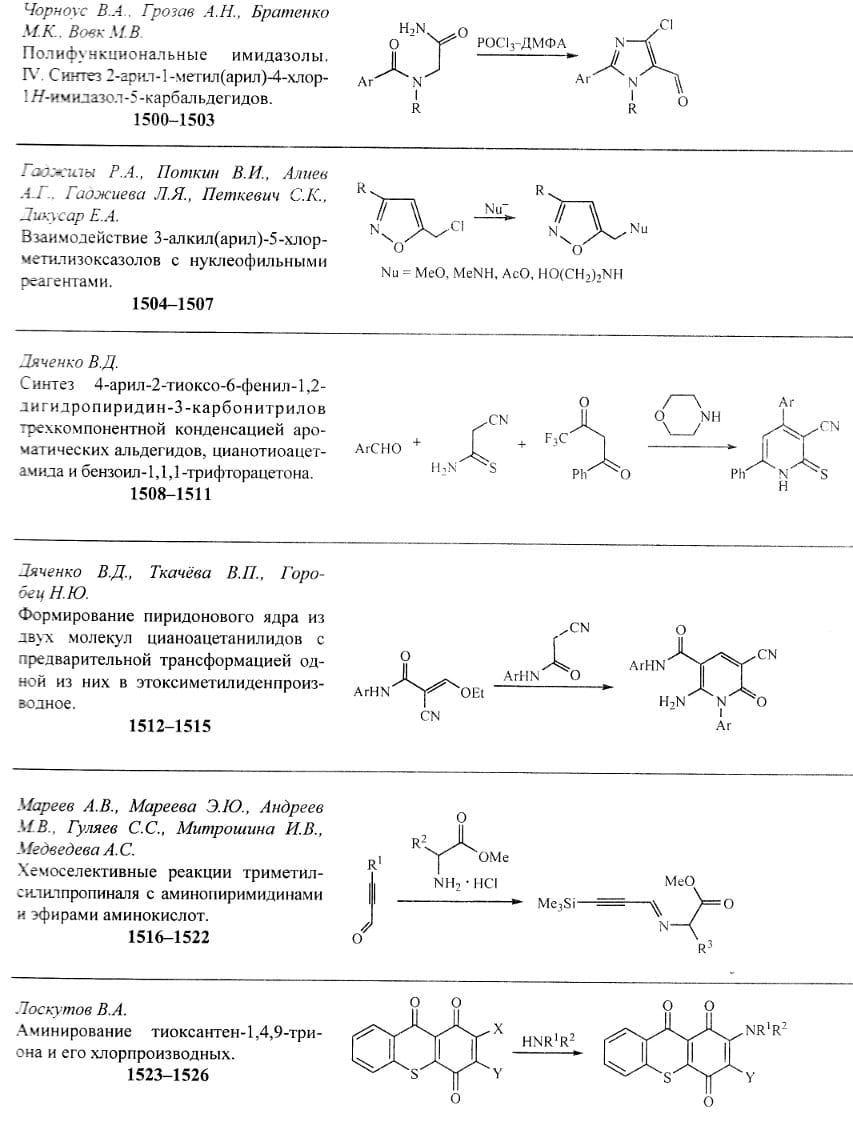 Чорноус В.А., Грозав А.Н., Братенко
М.К., Вовк М.В.
Полифункциональные имидазолы.
IV. Синтез 2-арил-1-метил(арил)-4-хлор-
1H-имидазол-5-карбальдегидов.
1500–1503
H₂N
O
O
Ar
N
R
POCl₃–ДМФА
N
Cl
Ar
N
R
O
Гаджилы Р.А., Поткин В.И., Алиев
А.Г., Гаджиева Л.Я., Петкевич С.К.,
Дикусар Е.А.
Взаимодействие 3-алкил(арил)-5-хлор-
метилизоксазолов с нуклеофильными
реагентами.
1504–1507
R
N
O
Cl
Nu⁻
R
N
O
Nu
Nu = MeO, MeNH, AcO, HO(CH₂)₂NH
Дяченко В.Д.
Синтез 4-арил-2-тиоксо-6-фенил-1,2-
дигидропиридин-3-карбонитрилов
трехкомпонентной конденсацией аро-
матических альдегидов, цианотиоацет-
амида и бензоил-1,1,1-трифторацетона.
1508–1511
ArCHO
+
CN
H₂N
S
+
O
F₃C
Ph
O
O
NH
Ar
CN
Ph
N
H
S
Дяченко В.Д., Ткачёва В.П., Горо-
бец Н.Ю.
Формирование пиридонового ядра из
двух молекул цианоацетанилидов с
предварительной трансформацией од-
ной из них в этоксиметилиденпроиз-
водное.
1512–1515
O
ArHN
CN
OEt
CN
ArHN
O
O
ArHN
CN
H₂N
N
O
Ar
Мареев А.В., Мареева Э.Ю., Андреев
М.В., Гуляев С.С., Митрошина И.В.,
Медведева А.С.
Хемоселективные реакции триметил-
силилпропиналя с аминопиримидинами
и эфирами аминокислот.
1516–1522
R¹
O
O
R²
OMe
NH₂ · HCl
Me₃Si
MeO
O
N
R³
Лоскутов В.А.
Аминирование тиоксантен-1,4,9-три-
она и его хлорпроизводных.
1523–1526
O
O
X
S
Y
O
HNR¹R²
O
O
NR¹R²
S
Y
O